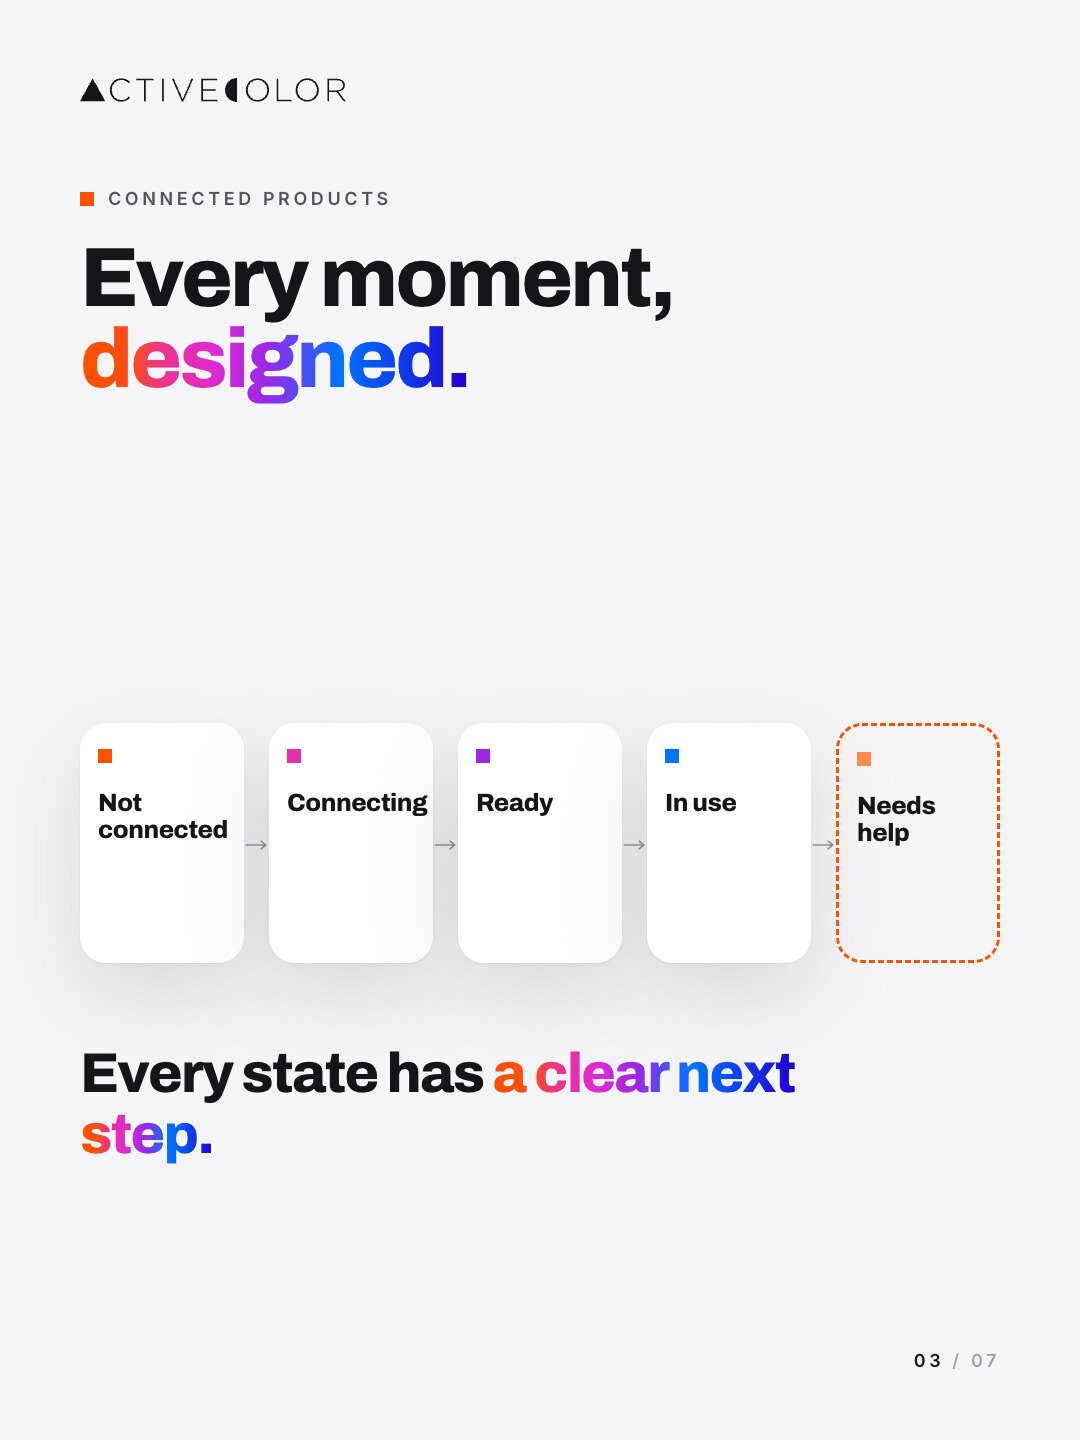 ACTIVECOLOR
CONNECTED PRODUCTS
Every moment,
designed.
Not
connected
Connecting
Ready
In use
Needs
help
Every state has a clear next
step.
03 / 07